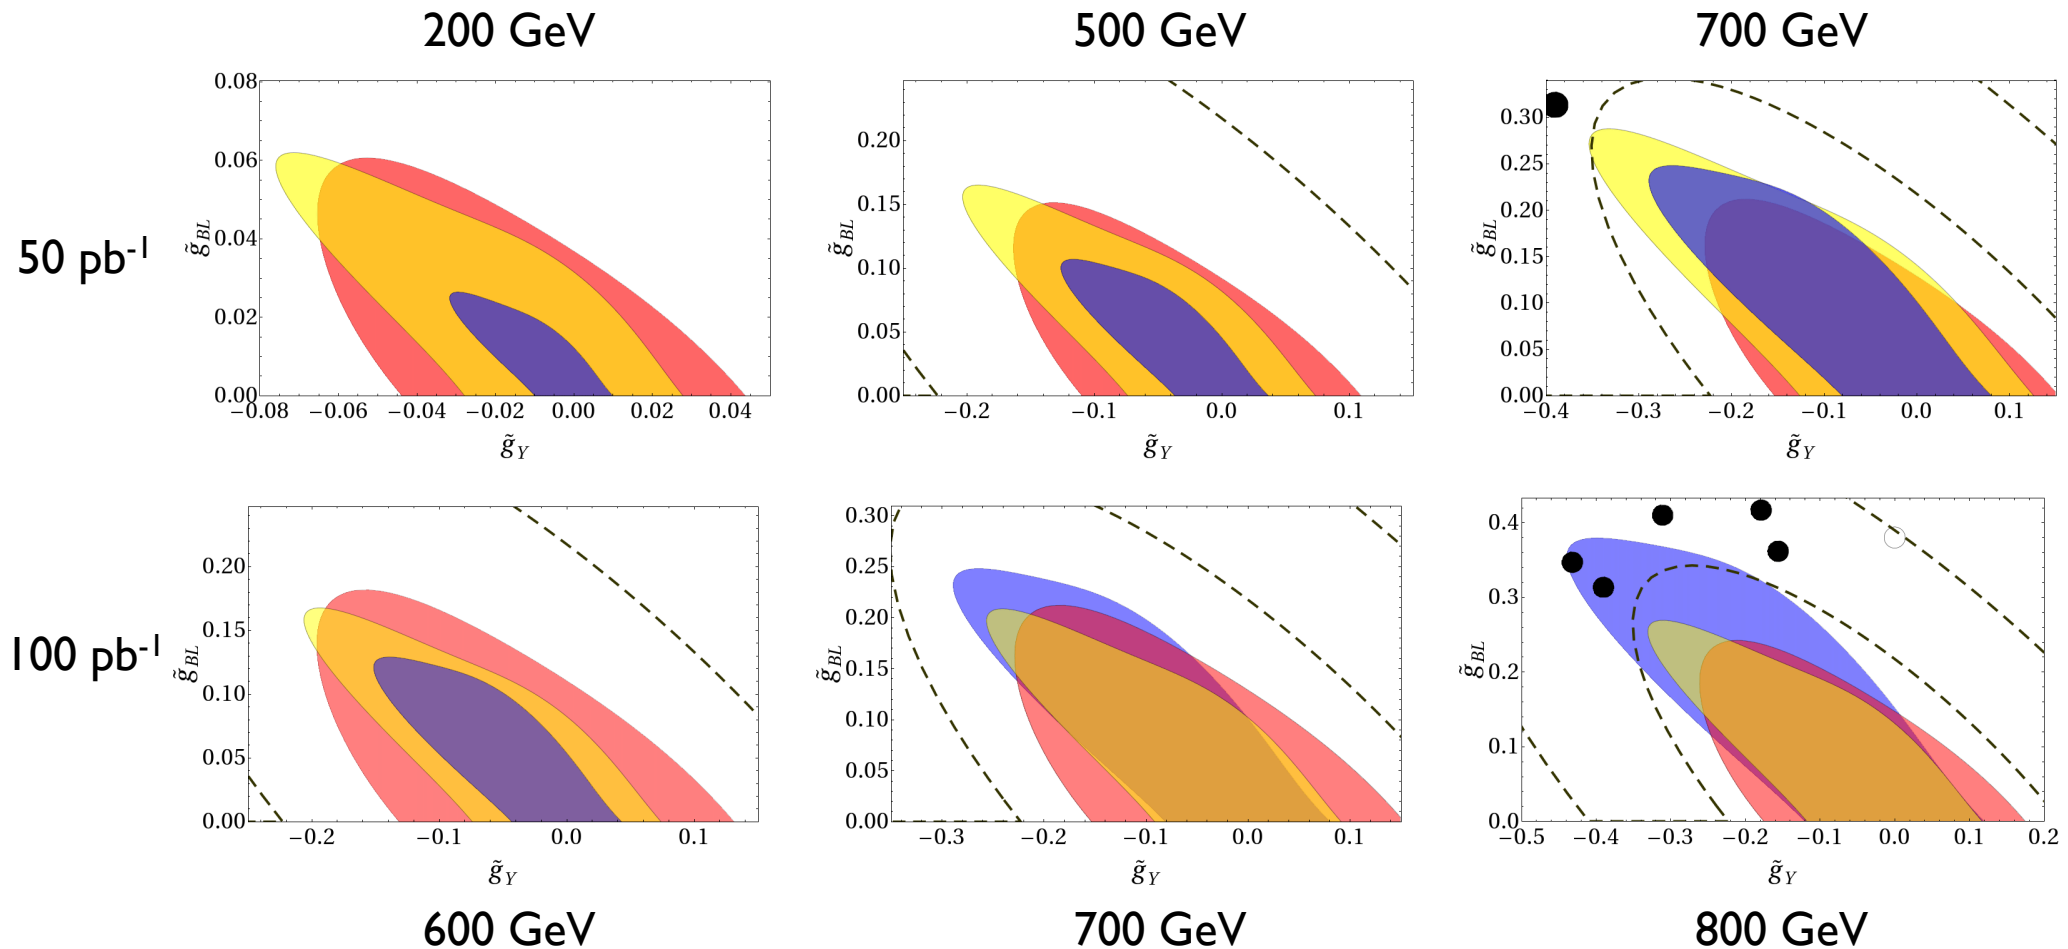 200 GeV 500 GeV 700 GeV
50 pb-1
0.08
0.06
0.04
0.02
0.00
g̃BL
−0.08 −0.06 −0.04 −0.02 0.00 0.02 0.04
g̃Y
0.20
0.15
0.10
0.05
0.00
g̃BL
−0.2 −0.1 0.0 0.1
g̃Y
0.30
0.25
0.20
0.15
0.10
0.05
0.00
g̃BL
−0.4 −0.3 −0.2 −0.1 0.0 0.1
g̃Y
100 pb-1
0.20
0.15
0.10
0.05
0.00
g̃BL
−0.2 −0.1 0.0 0.1
g̃Y
0.30
0.25
0.20
0.15
0.10
0.05
0.00
g̃BL
−0.3 −0.2 −0.1 0.0 0.1
g̃Y
0.4
0.3
0.2
0.1
0.0
g̃BL
−0.5 −0.4 −0.3 −0.2 −0.1 0.0 0.1 0.2
g̃Y
600 GeV 700 GeV 800 GeV